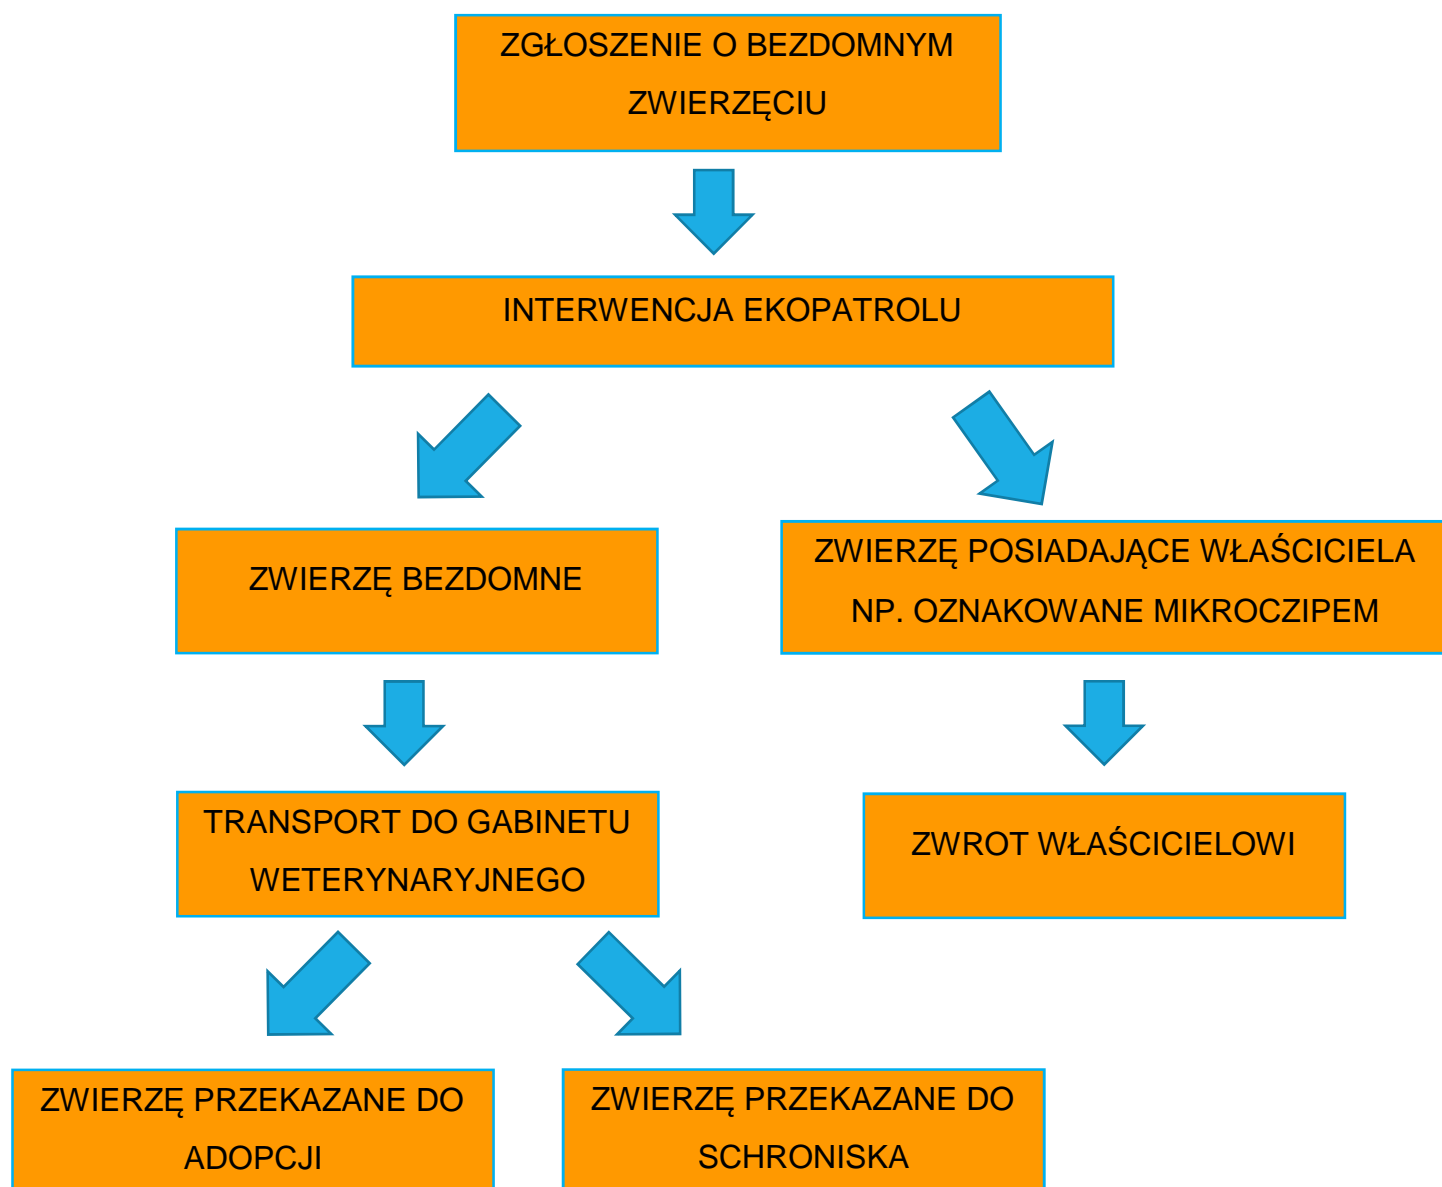 ZGŁOSZENIE O BEZDOMNYM
ZWIERZĘCIU
INTERWENCJA EKOPATROLU
ZWIERZĘ BEZDOMNE
ZWIERZĘ POSIADAJĄCE WŁAŚCICIELA
NP. OZNAKOWANE MIKROCZIPEM
TRANSPORT DO GABINETU
WETERYNARYJNEGO
ZWROT WŁAŚCICIELOWI
ZWIERZĘ PRZEKAZANE DO
ADOPCJI
ZWIERZĘ PRZEKAZANE DO
SCHRONISKA